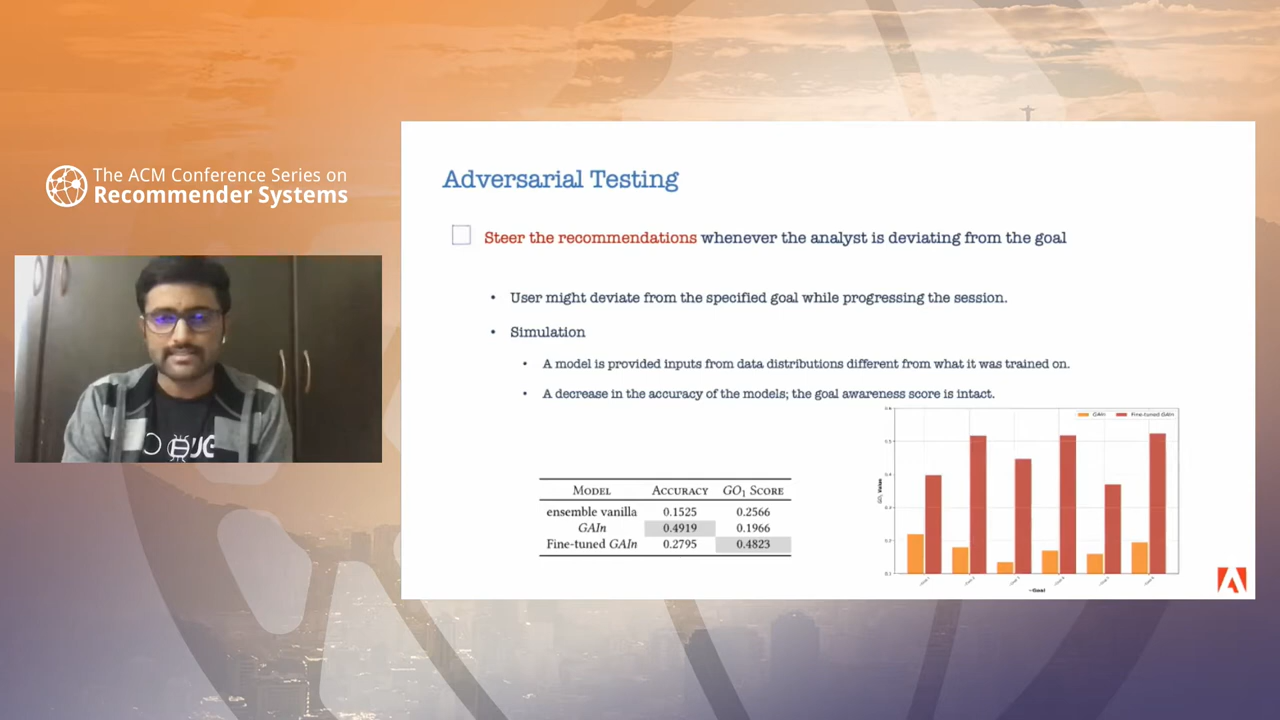 The ACM Conference Series on
Recommender Systems
Adversarial Testing
Steer the recommendations whenever the analyst is deviating from the goal
• User might deviate from the specified goal while progressing the session.
• Simulation
• A model is provided inputs from data distributions different from what it was trained on.
• A decrease in the accuracy of the models; the goal awareness score is intact.
MODEL ACCURACY GO1 SCORE
ensemble vanilla 0.1525 0.2566
GAIn 0.4919 0.1966
Fine-tuned GAIn 0.2795 0.4823
GAIn Fine-tuned GAIn
GO1 Value
~Goal